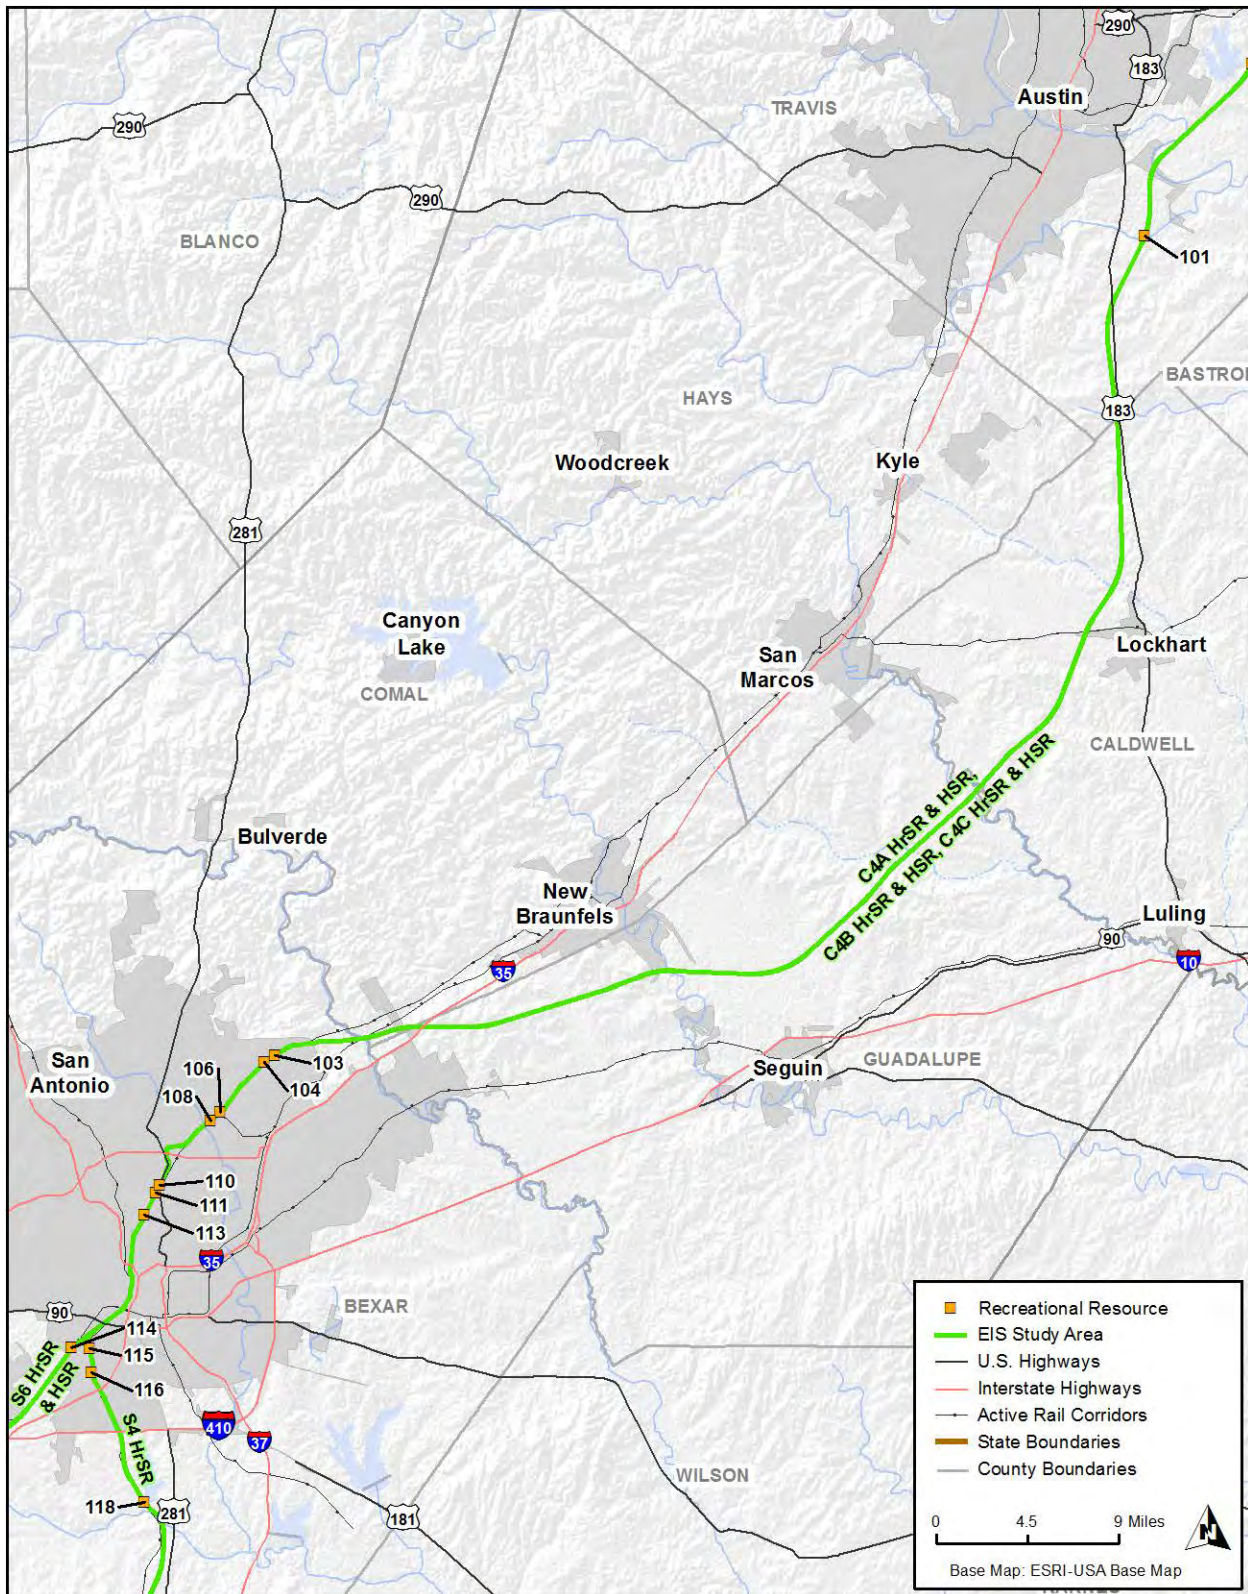 290
183
Austin
TRAVIS
290
290
BLANCO
101
BASTROP
HAYS
183
Woodcreek
Kyle
281
Canyon
Lake
San
Marcos
Lockhart
COMAL
CALDWELL
C4A HrSR & HSR,
C4B HrSR & HSR, C4C HrSR & HSR
Bulverde
New
Braunfels
Luling
90
35
10
San
Antonio
103
104
106
108
Seguin
GUADALUPE
110
111
113
35
BEXAR
90
114
115
116
S6 HrSR
& HSR
S4 HrSR
410
37
118
281
181
WILSON
Recreational Resource
EIS Study Area
U.S. Highways
Interstate Highways
Active Rail Corridors
State Boundaries
County Boundaries
0 4.5 9 Miles
N
Base Map: ESRI-USA Base Map